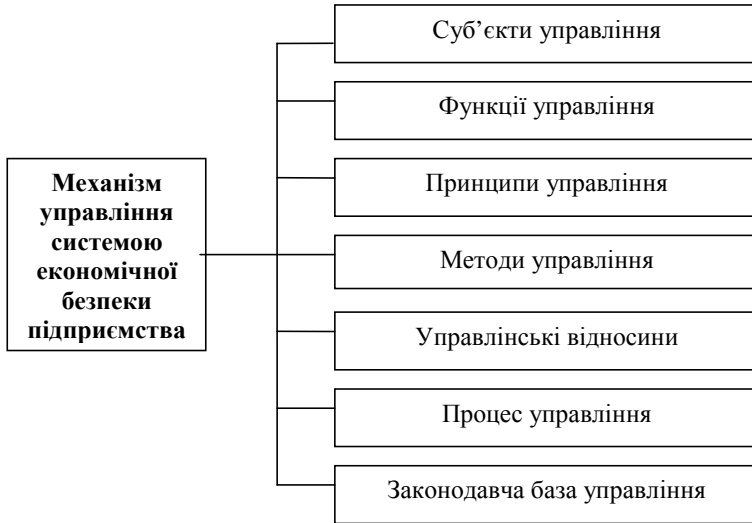 Суб’єкти управління
Функції управління
Принципи управління
Механізм
управління
системою
економічної
безпеки
підприємства
Методи управління
Управлінські відносини
Процес управління
Законодавча база управління